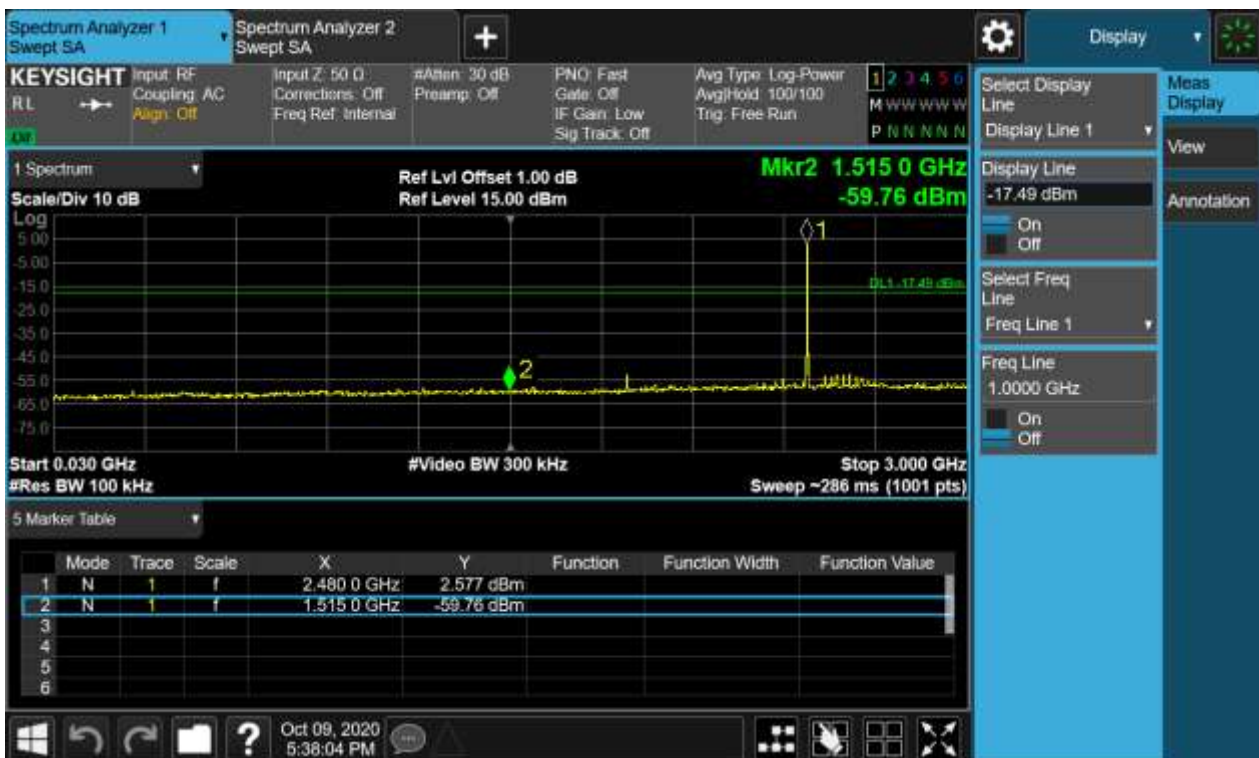 Spectrum Analyzer 1
Swept SA
Spectrum Analyzer 2
Swept SA
Display
KEYSIGHT
RL
Input: RF
Coupling: AC
Align: Off
Input Z: 50 Ω
Corrections: Off
Freq Ref: Internal
#Atten: 30 dB
Preamp: Off
PNO: Fast
Gate: Off
IF Gain: Low
Sig Track: Off
Avg Type: Log-Power
Avg|Hold: 100/100
Trig: Free Run
1 2 3 4 5 6
M W W W W W
P N N N N N
1 Spectrum
Scale/Div 10 dB
Ref Lvl Offset 1.00 dB
Ref Level 15.00 dBm
Mkr2 1.515 0 GHz
-59.76 dBm
Log
5.00
-5.00
-15.0
-25.0
-35.0
-45.0
-55.0
-65.0
-75.0
1
2
DL1 -17.49 dBm
Start 0.030 GHz
#Res BW 100 kHz
#Video BW 300 kHz
Stop 3.000 GHz
Sweep ~286 ms (1001 pts)
5 Marker Table
Mode Trace Scale X Y Function Function Width Function Value
1 N 1 f 2.480 0 GHz 2.577 dBm
2 N 1 f 1.515 0 GHz -59.76 dBm
3
4
5
6
Oct 09, 2020
5:38:04 PM
Select Display
Line
Display Line 1
Display Line
-17.49 dBm
On
Off
Select Freq
Line
Freq Line 1
Freq Line
1.0000 GHz
On
Off
Meas
Display
View
Annotation